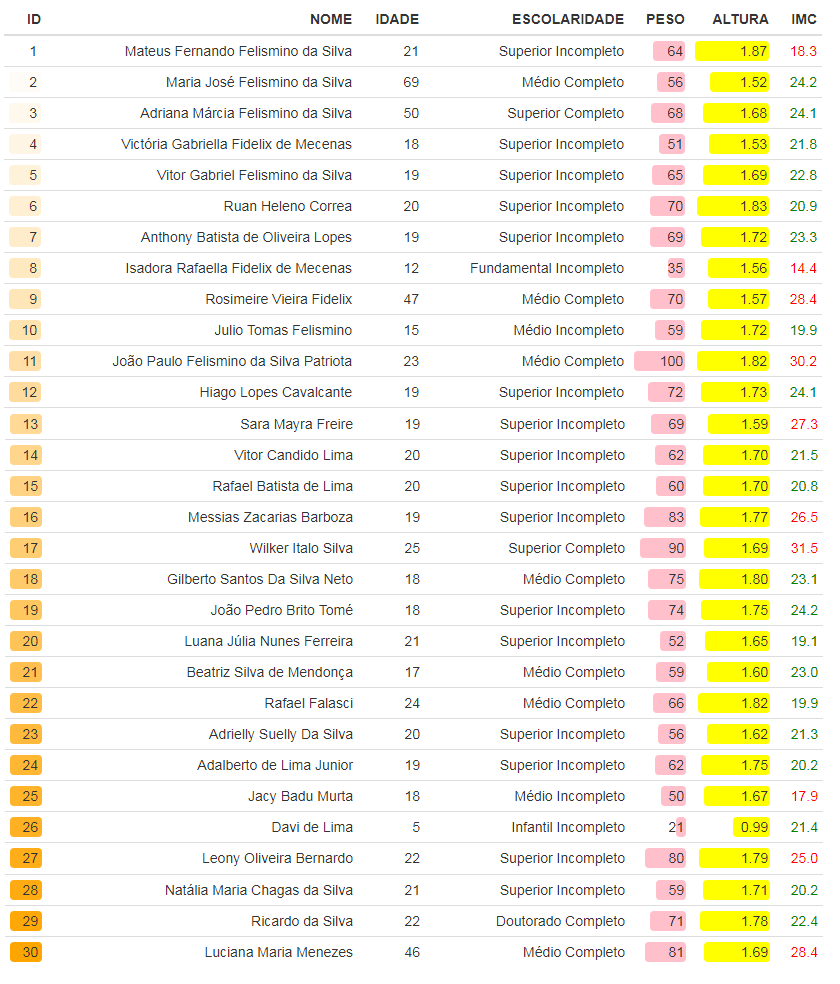 ID NOME IDADE ESCOLARIDADE PESO ALTURA IMC
1 Mateus Fernando Felismino da Silva 21 Superior Incompleto 64 1.87 18.3
2 Maria José Felismino da Silva 69 Médio Completo 56 1.52 24.2
3 Adriana Márcia Felismino da Silva 50 Superior Completo 68 1.68 24.1
4 Victória Gabriella Fidelix de Mecenas 18 Superior Incompleto 51 1.53 21.8
5 Vitor Gabriel Felismino da Silva 19 Superior Incompleto 65 1.69 22.8
6 Ruan Heleno Correa 20 Superior Incompleto 70 1.83 20.9
7 Anthony Batista de Oliveira Lopes 19 Superior Incompleto 69 1.72 23.3
8 Isadora Rafaella Fidelix de Mecenas 12 Fundamental Incompleto 35 1.56 14.4
9 Rosimeire Vieira Fidelix 47 Médio Completo 70 1.57 28.4
10 Julio Tomas Felismino 15 Médio Incompleto 59 1.72 19.9
11 João Paulo Felismino da Silva Patriota 23 Médio Completo 100 1.82 30.2
12 Hiago Lopes Cavalcante 19 Superior Incompleto 72 1.73 24.1
13 Sara Mayra Freire 19 Superior Incompleto 69 1.59 27.3
14 Vitor Candido Lima 20 Superior Incompleto 62 1.70 21.5
15 Rafael Batista de Lima 20 Superior Incompleto 60 1.70 20.8
16 Messias Zacarias Barboza 19 Superior Incompleto 83 1.77 26.5
17 Wilker Italo Silva 25 Superior Completo 90 1.69 31.5
18 Gilberto Santos Da Silva Neto 18 Médio Completo 75 1.80 23.1
19 João Pedro Brito Tomé 18 Superior Incompleto 74 1.75 24.2
20 Luana Júlia Nunes Ferreira 21 Superior Incompleto 52 1.65 19.1
21 Beatriz Silva de Mendonça 17 Médio Completo 59 1.60 23.0
22 Rafael Falasci 24 Médio Completo 66 1.82 19.9
23 Adrielly Suelly Da Silva 20 Superior Incompleto 56 1.62 21.3
24 Adalberto de Lima Junior 19 Superior Incompleto 62 1.75 20.2
25 Jacy Badu Murta 18 Médio Incompleto 50 1.67 17.9
26 Davi de Lima 5 Infantil Incompleto 21 0.99 21.4
27 Leony Oliveira Bernardo 22 Superior Incompleto 80 1.79 25.0
28 Natália Maria Chagas da Silva 21 Superior Incompleto 59 1.71 20.2
29 Ricardo da Silva 22 Doutorado Completo 71 1.78 22.4
30 Luciana Maria Menezes 46 Médio Completo 81 1.69 28.4